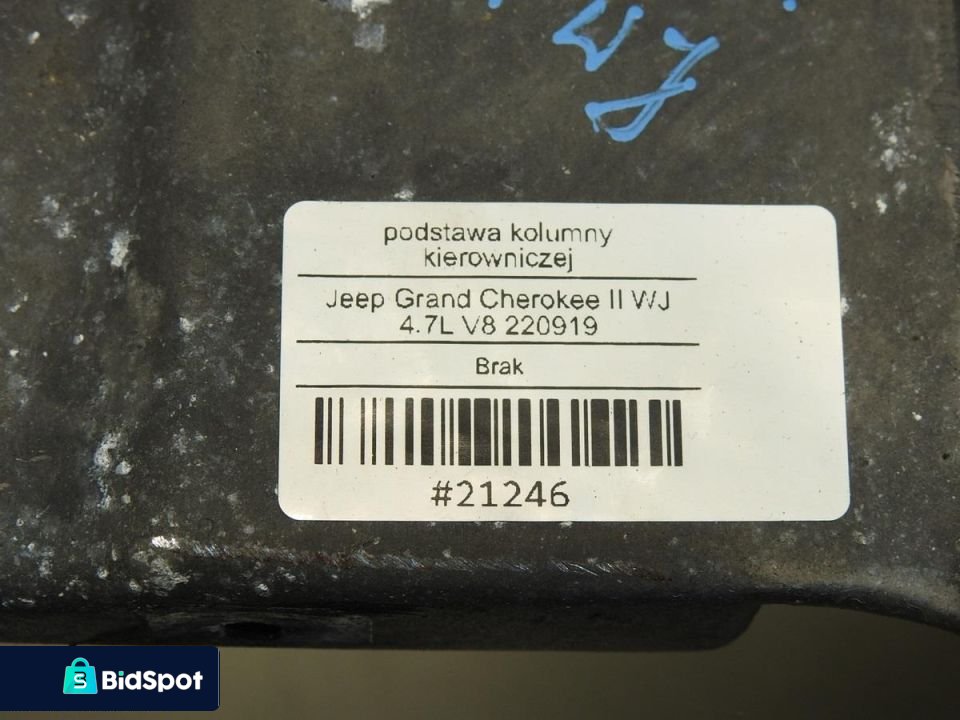 podstawa kolumny
kierowniczej
Jeep Grand Cherokee II WJ
4.7L V8 220919
Brak
#21246
BidSpot